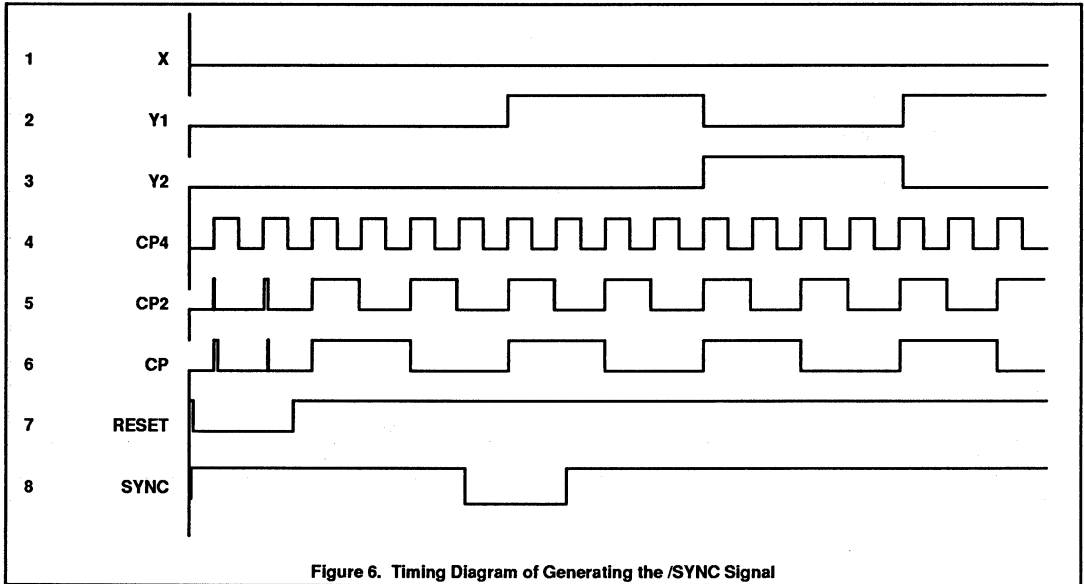 1 X
2 Y1
3 Y2
4 CP4
5 CP2
6 CP
7 RESET
8 SYNC
Figure 6. Timing Diagram of Generating the /SYNC Signal